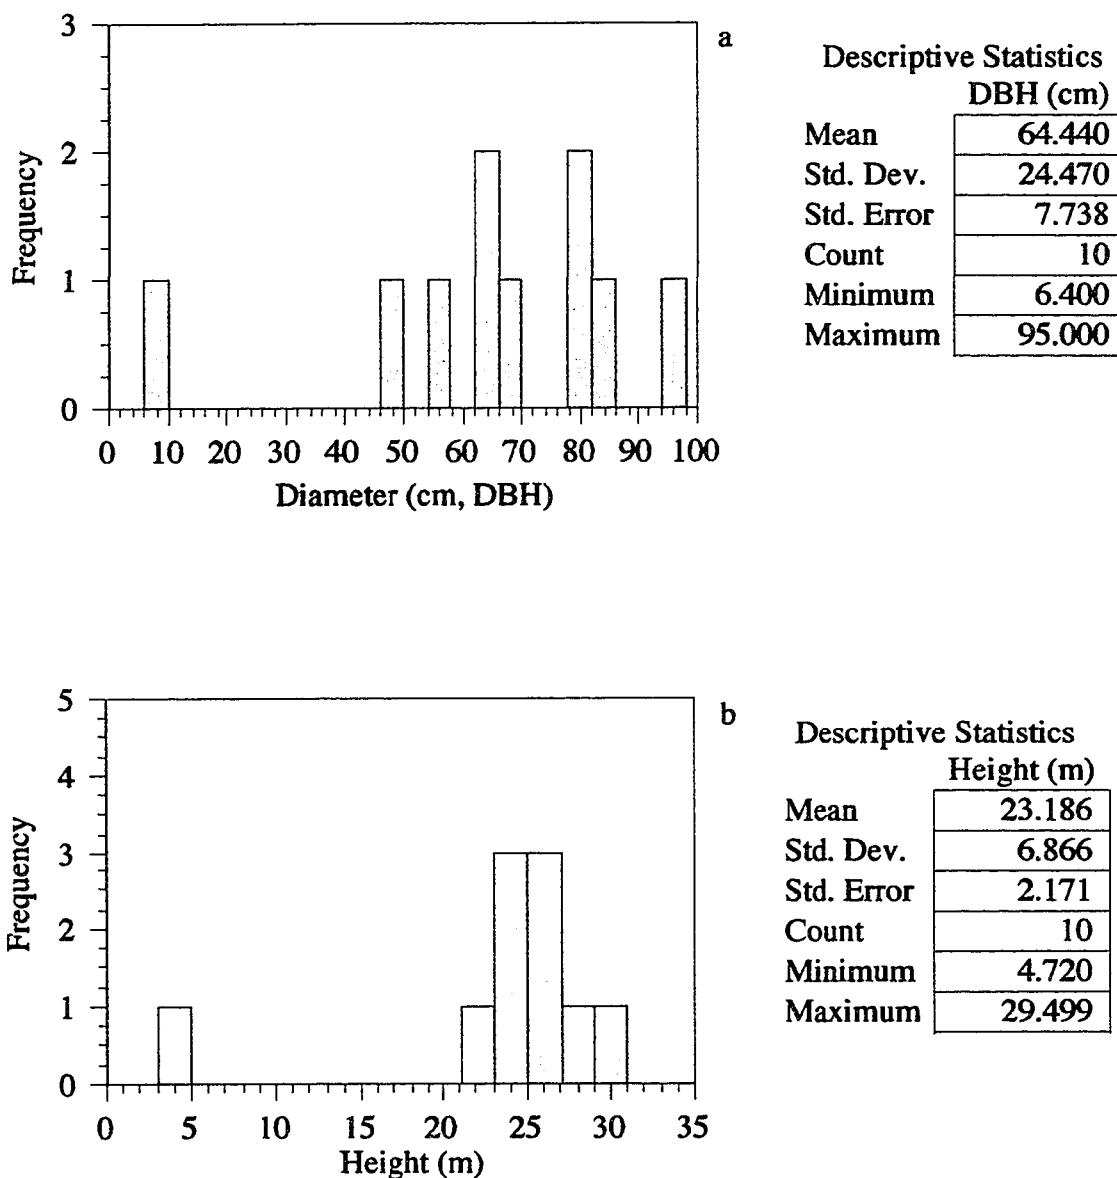 3
2
1
0
Frequency
0 10 20 30 40 50 60 70 80 90 100
Diameter (cm, DBH)
a
Descriptive Statistics
DBH (cm)
Mean 64.440
Std. Dev. 24.470
Std. Error 7.738
Count 10
Minimum 6.400
Maximum 95.000
5
4
3
2
1
0
Frequency
0 5 10 15 20 25 30 35
Height (m)
b
Descriptive Statistics
Height (m)
Mean 23.186
Std. Dev. 6.866
Std. Error 2.171
Count 10
Minimum 4.720
Maximum 29.499